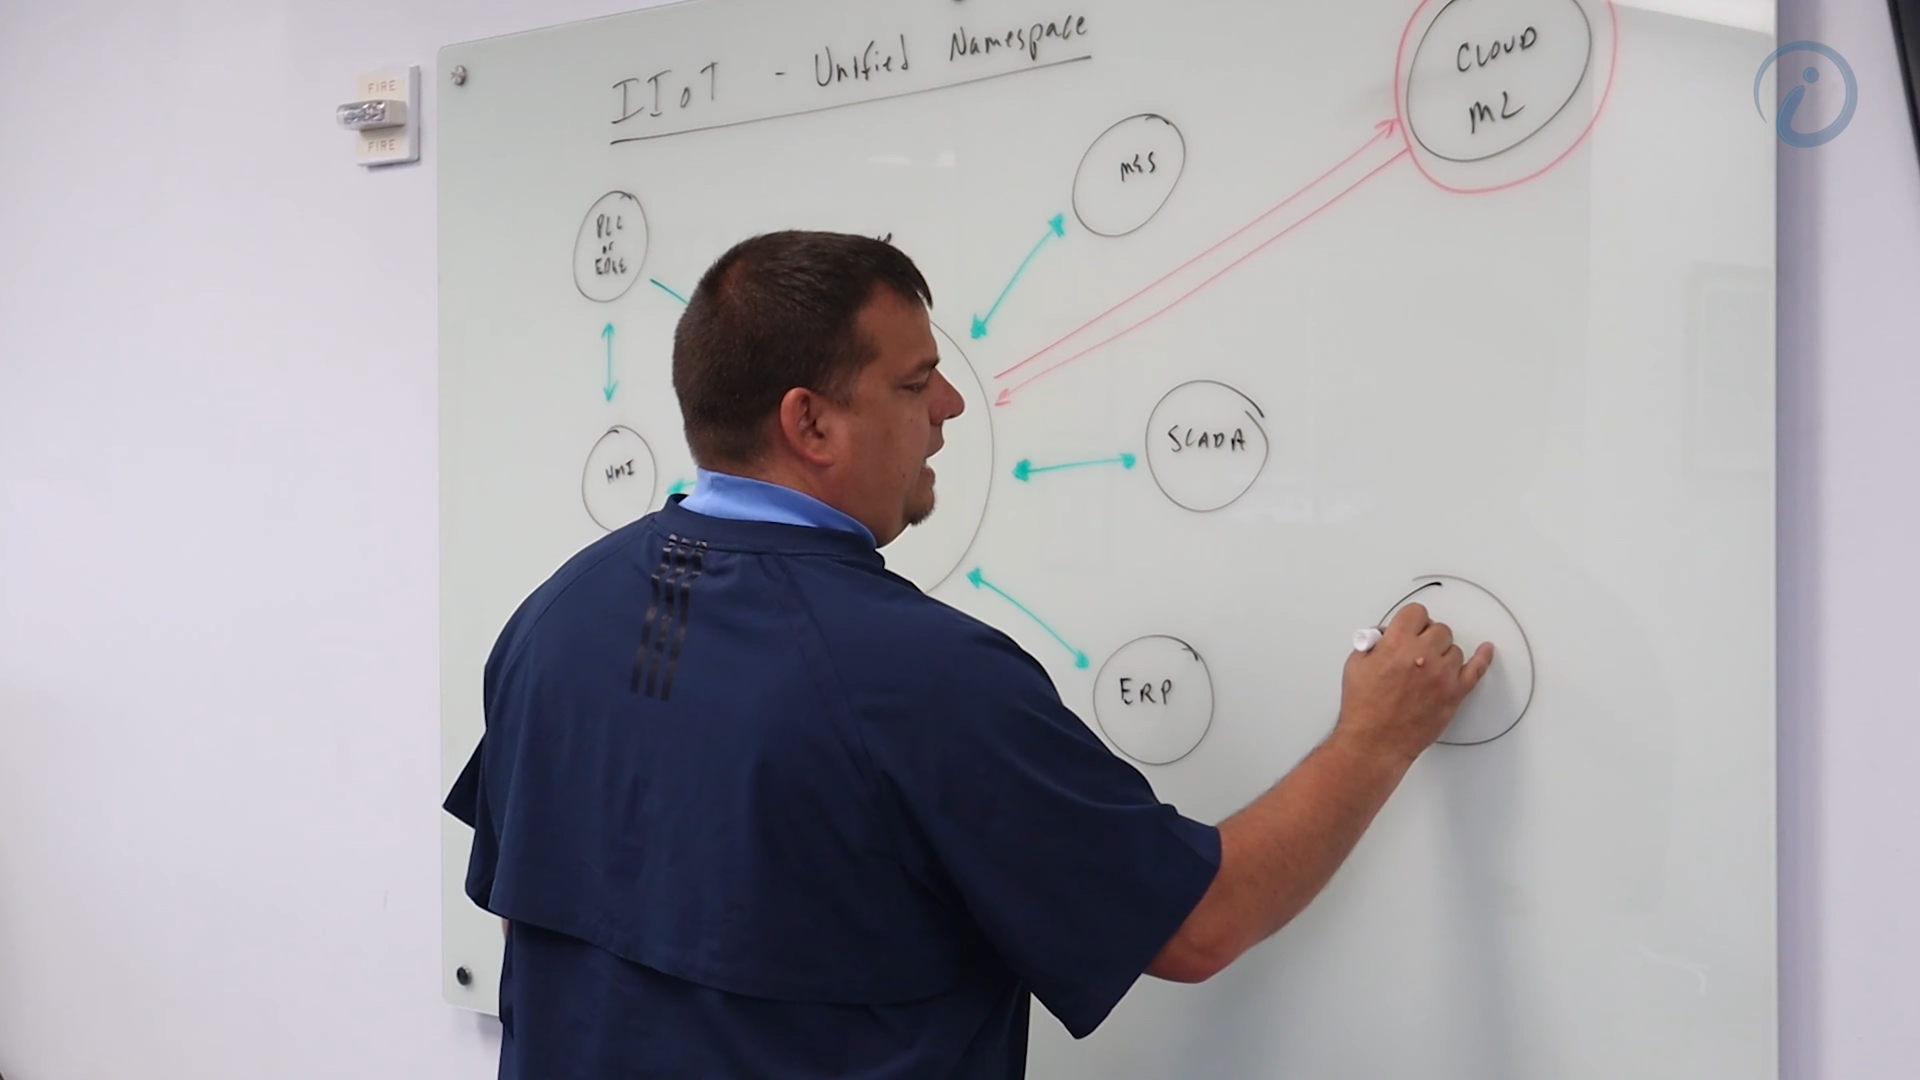 IIoT - Unified Namespace
CLOUD
ML
FIRE
FIRE
MES
PLC
or
EDGE
SCADA
HMI
ERP